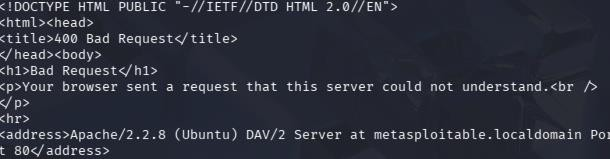 <!DOCTYPE HTML PUBLIC "-//IETF//DTD HTML 2.0//EN">
<html><head>
<title>400 Bad Request</title>
</head><body>
<h1>Bad Request</h1>
<p>Your browser sent a request that this server could not understand.<br />
</p>
<hr>
<address>Apache/2.2.8 (Ubuntu) DAV/2 Server at metasploitable.localdomain Por
t 80</address>